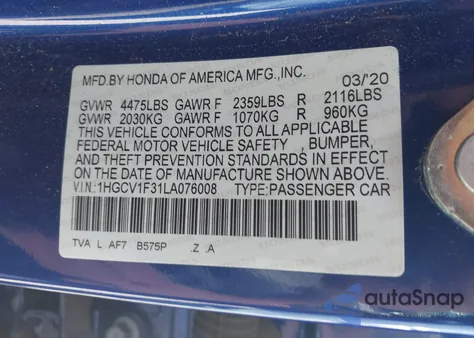 MFD.BY HONDA OF AMERICA MFG.,INC. 03/20
GVWR 4475LBS GAWR F 2359LBS R 2116LBS
GVWR 2030KG GAWR F 1070KG R 960KG
THIS VEHICLE CONFORMS TO ALL APPLICABLE
FEDERAL MOTOR VEHICLE SAFETY , BUMPER,
AND THEFT PREVENTION STANDARDS IN EFFECT
ON THE DATE OF MANUFACTURE SHOWN ABOVE.
V.I.N.:1HGCV1F31LA076008 TYPE:PASSENGER CAR
TVA L AF7 B575P .Z .A
autoSnap